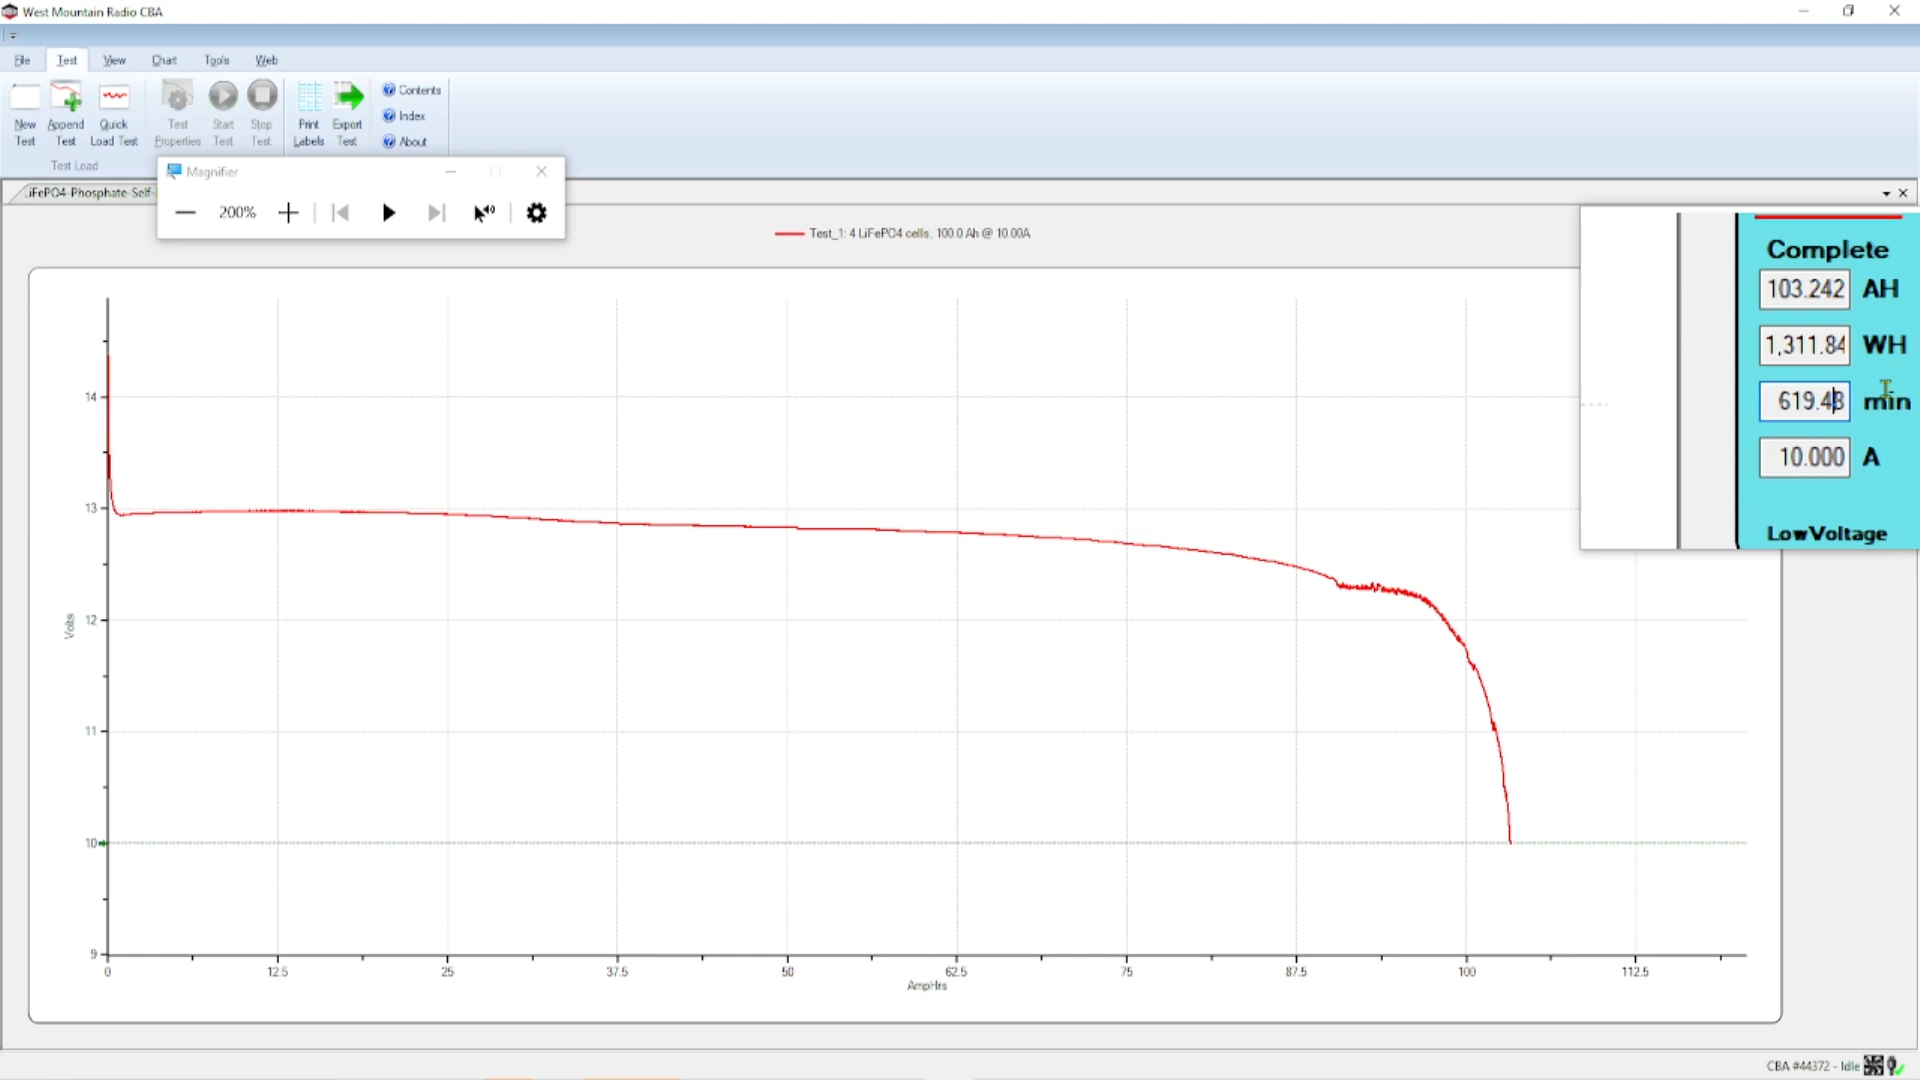 West Mountain Radio CBA
File Test View Chart Tools Web
New Test
Append Test
Quick Load Test
Test Properties
Start Test
Stop Test
Print Labels
Export Test
Contents
Index
About
Test Load
Magnifier
200%
iFePO4-Phosphate-Self-
Test_1: 4 LiFePO4 cells, 100.0 Ah @ 10.00A
Complete
103.242 AH
1,311.84 WH
619.43 min
10.000 A
LowVoltage
14
13
12
11
10
9
Volts
0 12.5 25 37.5 50 62.5 75 87.5 100 112.5
AmpHrs
CBA #44372 - Idle